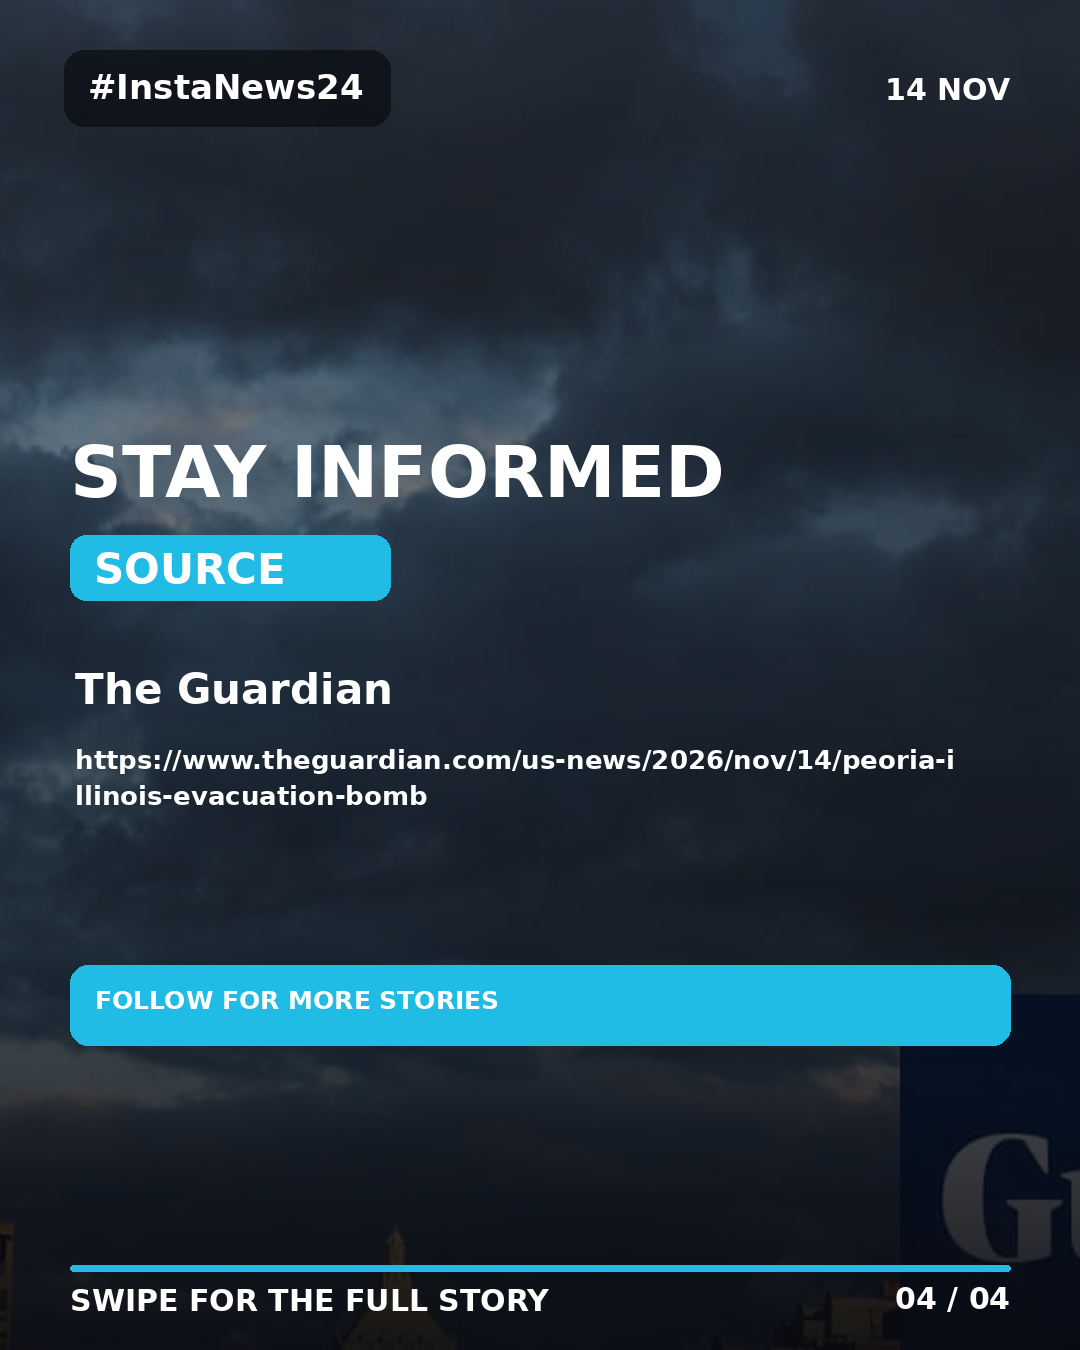 #InstaNews24
14 NOV
STAY INFORMED
SOURCE
The Guardian
https://www.theguardian.com/us-news/2026/nov/14/peoria-i
llinois-evacuation-bomb
FOLLOW FOR MORE STORIES
SWIPE FOR THE FULL STORY
04 / 04